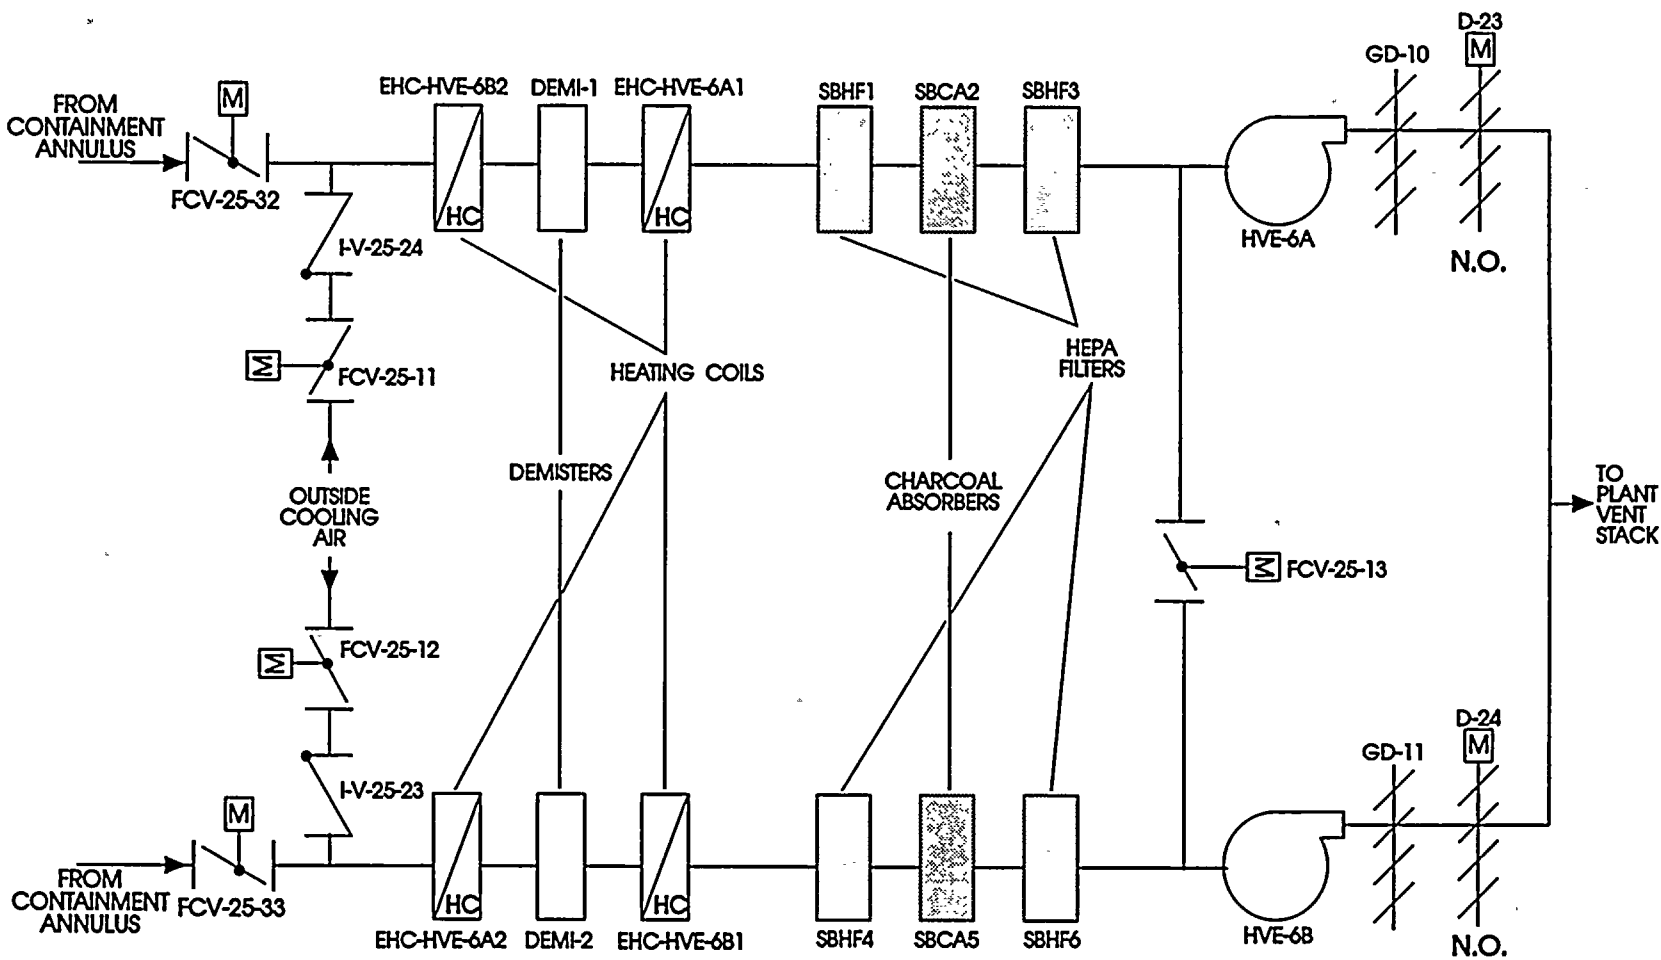 D-23
GD-10
M
EHC-HVE-6B2
DEMI-1
EHC-HVE-6A1
SBHF1
SBCA2
SBHF3
M
FROM
CONTAINMENT
ANNULUS
FCV-25-32
HC
HC
HVE-6A
I-V-25-24
N.O.
M
FCV-25-11
HEATING COILS
HEPA
FILTERS
DEMISTERS
CHARCOAL
ABSORBERS
OUTSIDE
COOLING
AIR
TO
PLANT
VENT
STACK
M
FCV-25-13
M
FCV-25-12
D-24
GD-11
M
I-V-25-23
M
FROM
CONTAINMENT
ANNULUS
FCV-25-33
HC
HC
EHC-HVE-6A2
DEMI-2
EHC-HVE-6B1
SBHF4
SBCA5
SBHF6
HVE-6B
N.O.